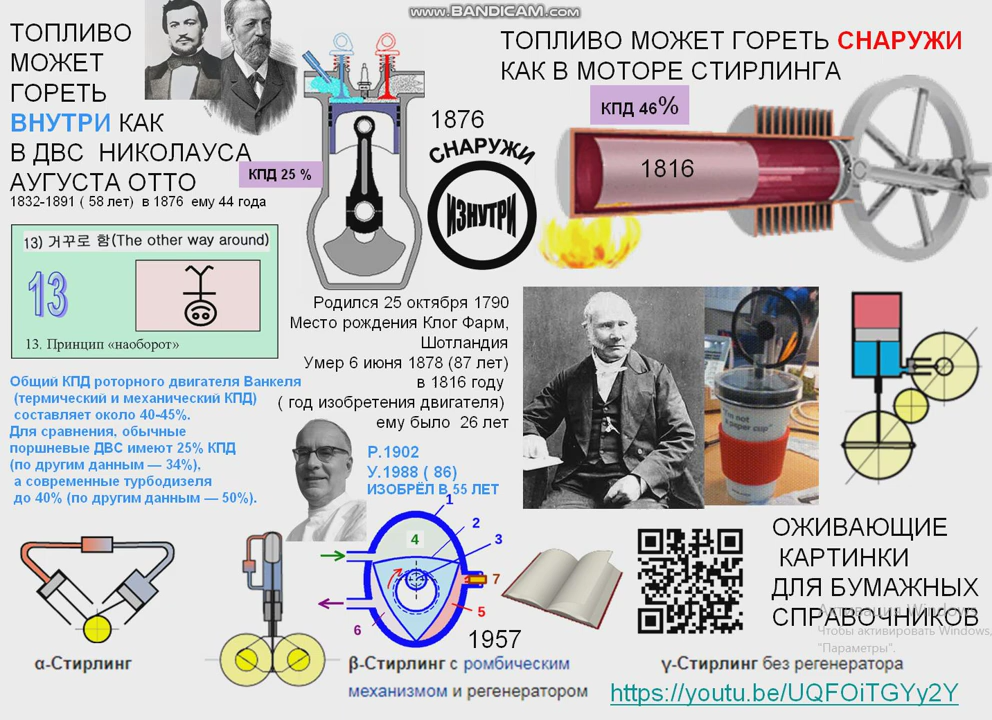 www.BANDICAM.com
ТОПЛИВО
МОЖЕТ
ГОРЕТЬ
ВНУТРИ КАК
В ДВС НИКОЛАУСА
АУГУСТА ОТТО
1832-1891 ( 58 лет) в 1876 ему 44 года
КПД 25 %
1876
СНАРУЖИ
ИЗНУТРИ
ТОПЛИВО МОЖЕТ ГОРЕТЬ СНАРУЖИ
КАК В МОТОРЕ СТИРЛИНГА
КПД 46%
1816
13) 거꾸로 함(The other way around)
13
13. Принцип «наоборот»
Родился 25 октября 1790
Место рождения Клог Фарм,
Шотландия
Умер 6 июня 1878 (87 лет)
в 1816 году
( год изобретения двигателя)
ему было 26 лет
Общий КПД роторного двигателя Ванкеля
(термический и механический КПД)
составляет около 40-45%.
Для сравнения, обычные
поршневые ДВС имеют 25% КПД
(по другим данным — 34%),
а современные турбодизеля
до 40% (по другим данным — 50%).
Р.1902
У.1988 ( 86)
ИЗОБРЁЛ В 55 ЛЕТ
1
2
3
4
5
6
7
1957
I'm not
a paper cup
ОЖИВАЮЩИЕ
КАРТИНКИ
ДЛЯ БУМАЖНЫХ
СПРАВОЧНИКОВ
Активация Windows
Чтобы активировать Windows,
"Параметры".
α-Стирлинг
β-Стирлинг с ромбическим
механизмом и регенератором
γ-Стирлинг без регенератора
https://youtu.be/UQFOiTGYy2Y